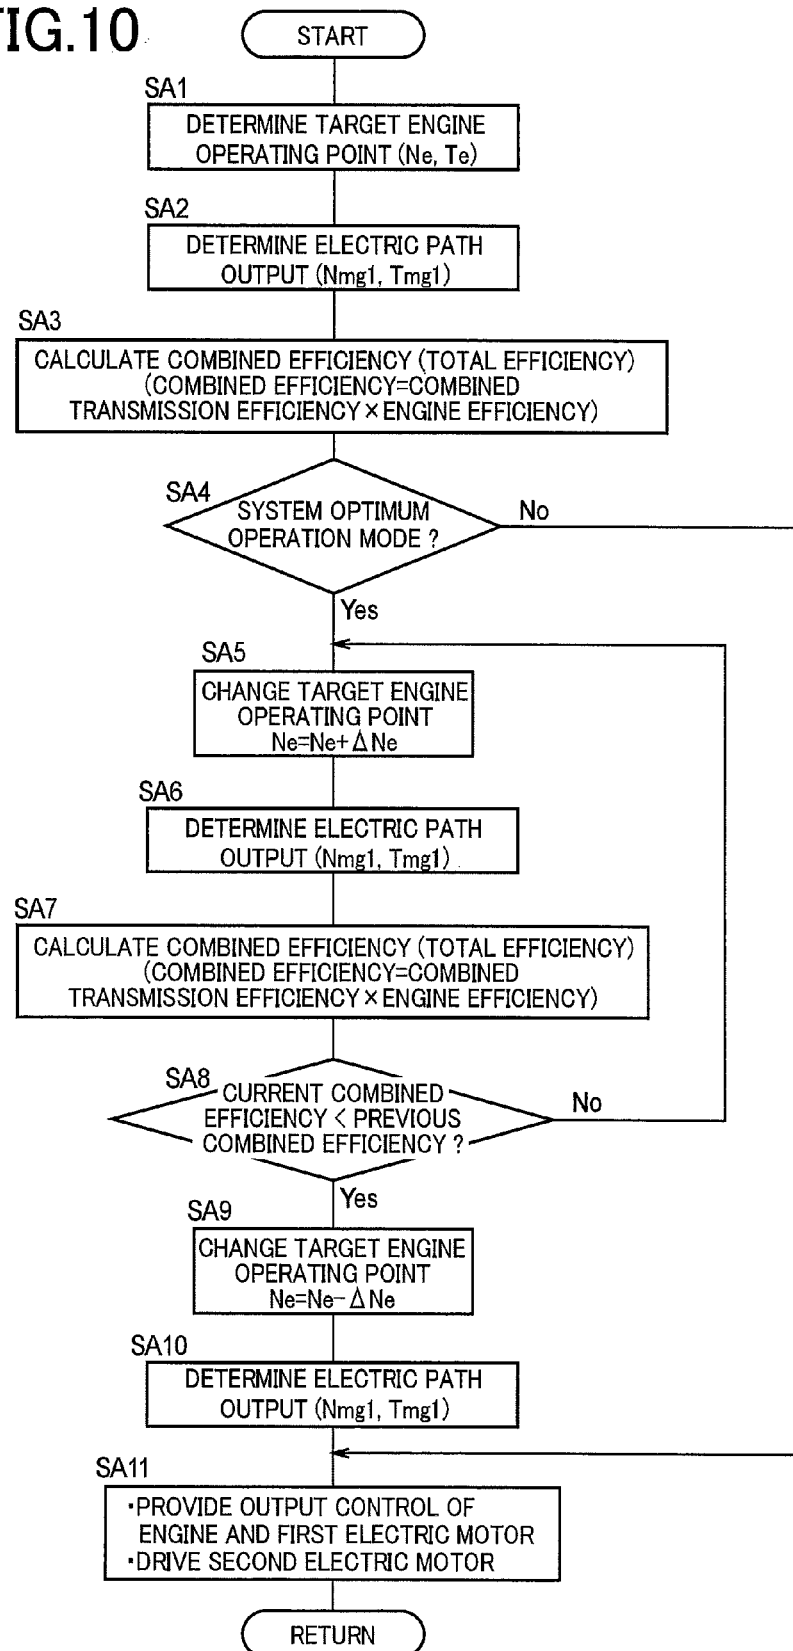 FIG.10
START
SA1
DETERMINE TARGET ENGINE
OPERATING POINT (Ne, Te)
SA2
DETERMINE ELECTRIC PATH
OUTPUT (Nmg1, Tmg1)
SA3
CALCULATE COMBINED EFFICIENCY (TOTAL EFFICIENCY)
(COMBINED EFFICIENCY=COMBINED
TRANSMISSION EFFICIENCY×ENGINE EFFICIENCY)
SA4
SYSTEM OPTIMUM
OPERATION MODE ?
No
Yes
SA5
CHANGE TARGET ENGINE
OPERATING POINT
Ne=Ne+ΔNe
SA6
DETERMINE ELECTRIC PATH
OUTPUT (Nmg1, Tmg1)
SA7
CALCULATE COMBINED EFFICIENCY (TOTAL EFFICIENCY)
(COMBINED EFFICIENCY=COMBINED
TRANSMISSION EFFICIENCY×ENGINE EFFICIENCY)
SA8
CURRENT COMBINED
EFFICIENCY < PREVIOUS
COMBINED EFFICIENCY ?
No
Yes
SA9
CHANGE TARGET ENGINE
OPERATING POINT
Ne=Ne-ΔNe
SA10
DETERMINE ELECTRIC PATH
OUTPUT (Nmg1, Tmg1)
SA11
・PROVIDE OUTPUT CONTROL OF
ENGINE AND FIRST ELECTRIC MOTOR
・DRIVE SECOND ELECTRIC MOTOR
RETURN